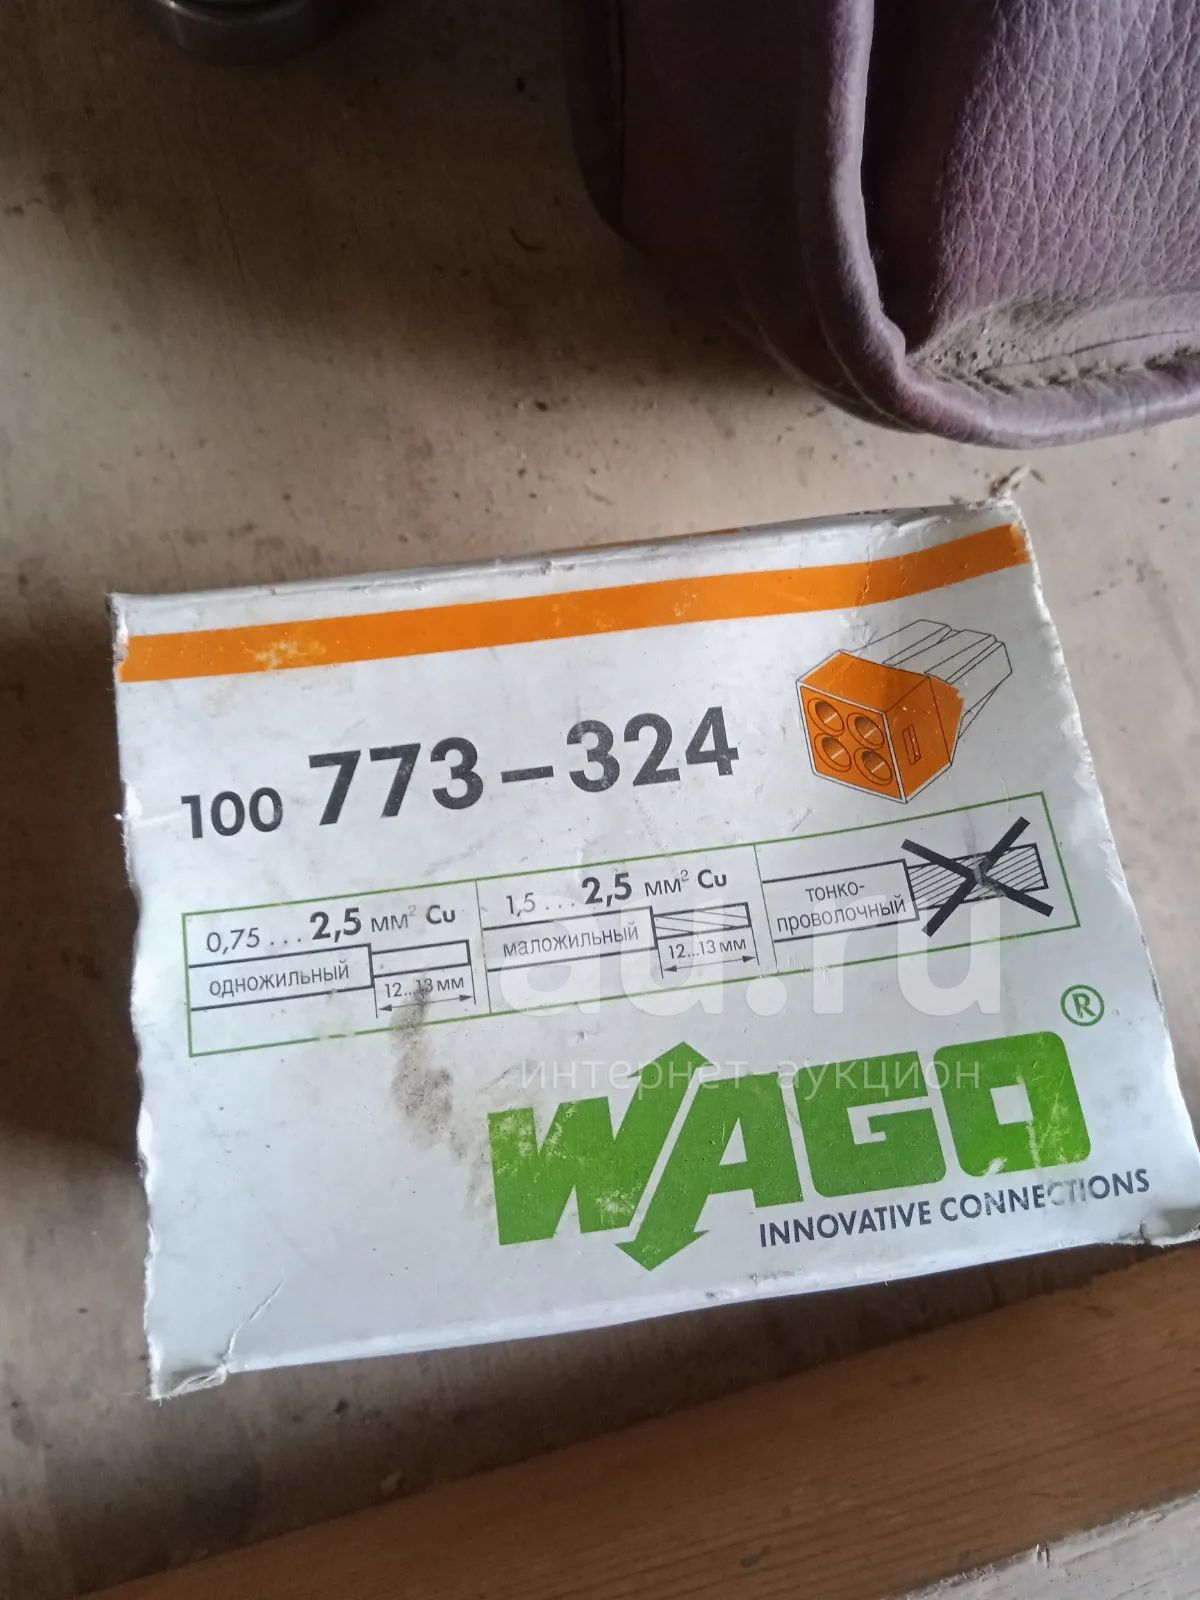 100 773-324
0,75 ... 2,5 мм² Cu
одножильный
12...13 мм
1,5 ... 2,5 мм² Cu
маложильный
12...13 мм
тонко-
проволочный
au.ru
интернет-аукцион
WAGO®
INNOVATIVE CONNECTIONS